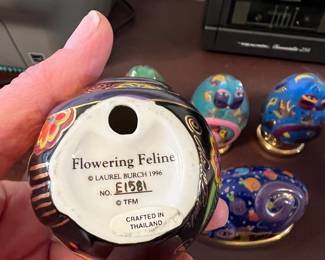 Flowering Feline
© LAUREL BURCH 1996
NO. E1581
© TFM
CRAFTED IN
THAILAND